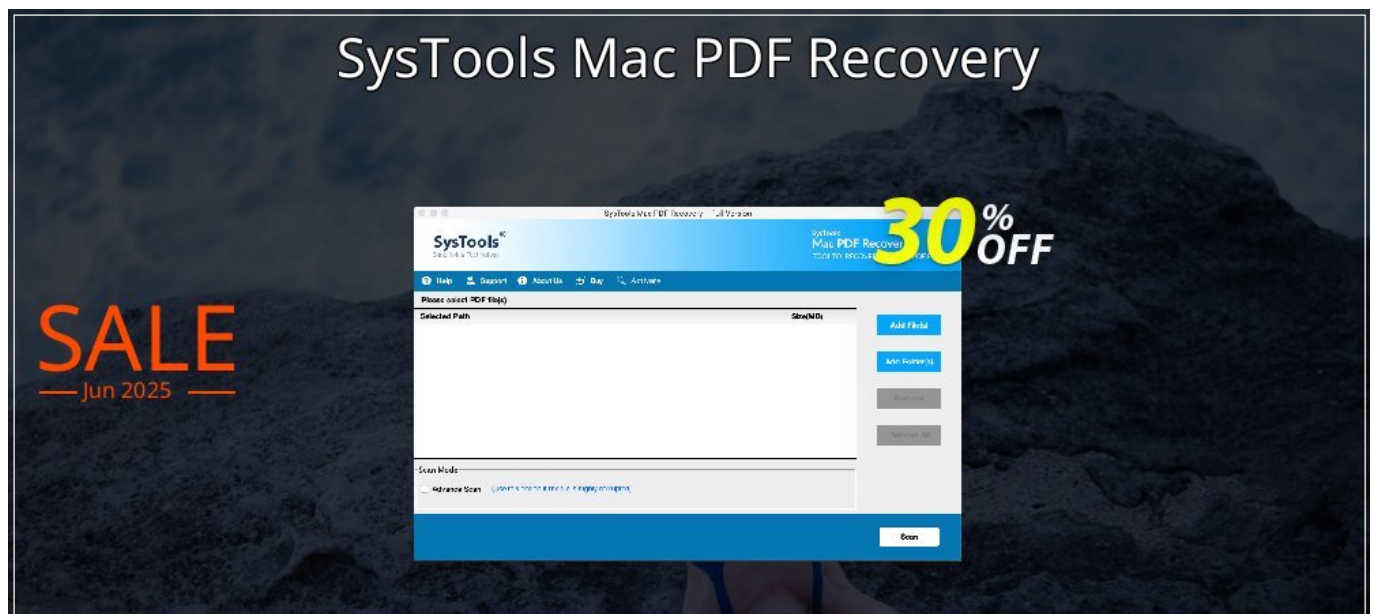 SysTools Mac PDF Recovery
30% OFF
SysTools Mac PDF Recovery Full Version
SysTools®
SysTools
Mac PDF Recovery
Help Support About Us Buy Activate
Please select PDF file(s)
Selected Path Size(MB)
Add File(s)
Add Folder(s)
Remove
Remove All
SALE
Jun 2025
Scan Mode
Advance Scan
Scan